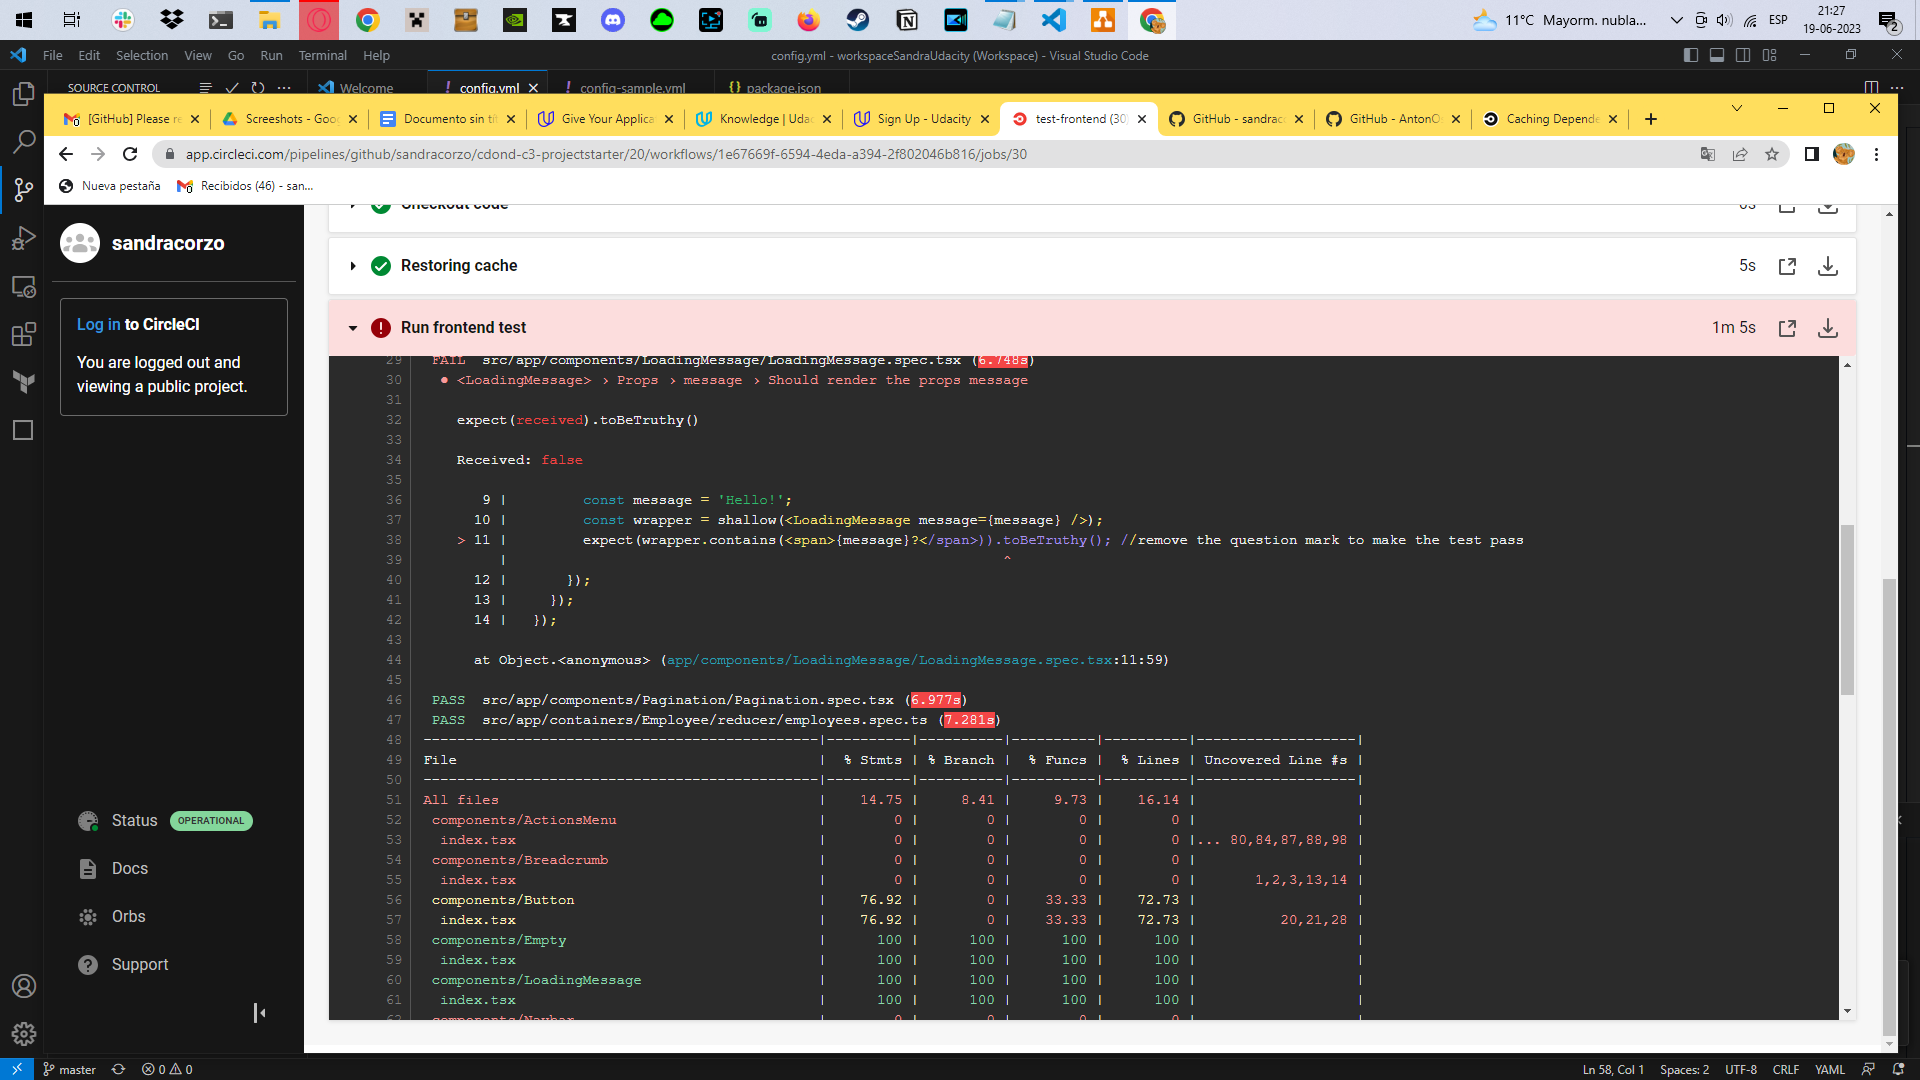 11°C Mayorm. nubla...
ESP
21:27
19-06-2023
2
File Edit Selection View Go Run Terminal Help
config.yml - workspaceSandraUdacity (Workspace) - Visual Studio Code
SOURCE CONTROL
Welcome
! config.yml
! config-sample.yml
{} package.json
[GitHub] Please re
Screeshots - Goo
Documento sin tí
Give Your Applica
Knowledge | Udac
Sign Up - Udacity
test-frontend (30)
GitHub - sandrac
GitHub - AntonO
Caching Depende
app.circleci.com/pipelines/github/sandracorzo/cdond-c3-projectstarter/20/workflows/1e67669f-6594-4eda-a394-2f802046b816/jobs/30
Nueva pestaña
Recibidos (46) - san...
sandracorzo
Log in to CircleCI
You are logged out and
viewing a public project.
Status OPERATIONAL
Docs
Orbs
Support
Checkout code 0s
Restoring cache 5s
Run frontend test 1m 5s
29 FAIL src/app/components/LoadingMessage/LoadingMessage.spec.tsx (6.748s)
30 ● <LoadingMessage> › Props › message › Should render the props message
31
32 expect(received).toBeTruthy()
33
34 Received: false
35
36 9 | const message = 'Hello!';
37 10 | const wrapper = shallow(<LoadingMessage message={message} />);
38 > 11 | expect(wrapper.contains(<span>{message}?</span>)).toBeTruthy(); //remove the question mark to make the test pass
39 | ^
40 12 | });
41 13 | });
42 14 | });
43
44 at Object.<anonymous> (app/components/LoadingMessage/LoadingMessage.spec.tsx:11:59)
45
46 PASS src/app/components/Pagination/Pagination.spec.tsx (6.977s)
47 PASS src/app/containers/Employee/reducer/employees.spec.ts (7.281s)
48 -----------------------------------------------|----------|----------|----------|----------|-------------------|
49 File | % Stmts | % Branch | % Funcs | % Lines | Uncovered Line #s |
50 -----------------------------------------------|----------|----------|----------|----------|-------------------|
51 All files | 14.75 | 8.41 | 9.73 | 16.14 | |
52 components/ActionsMenu | 0 | 0 | 0 | 0 | |
53 index.tsx | 0 | 0 | 0 | 0 |... 80,84,87,88,98 |
54 components/Breadcrumb | 0 | 0 | 0 | 0 | |
55 index.tsx | 0 | 0 | 0 | 0 | 1,2,3,13,14 |
56 components/Button | 76.92 | 0 | 33.33 | 72.73 | |
57 index.tsx | 76.92 | 0 | 33.33 | 72.73 | 20,21,28 |
58 components/Empty | 100 | 100 | 100 | 100 | |
59 index.tsx | 100 | 100 | 100 | 100 | |
60 components/LoadingMessage | 100 | 100 | 100 | 100 | |
61 index.tsx | 100 | 100 | 100 | 100 | |
62 components/Navbar | 0 | 0 | 0 | 0 | |
master 0 0
Ln 58, Col 1 Spaces: 2 UTF-8 CRLF YAML